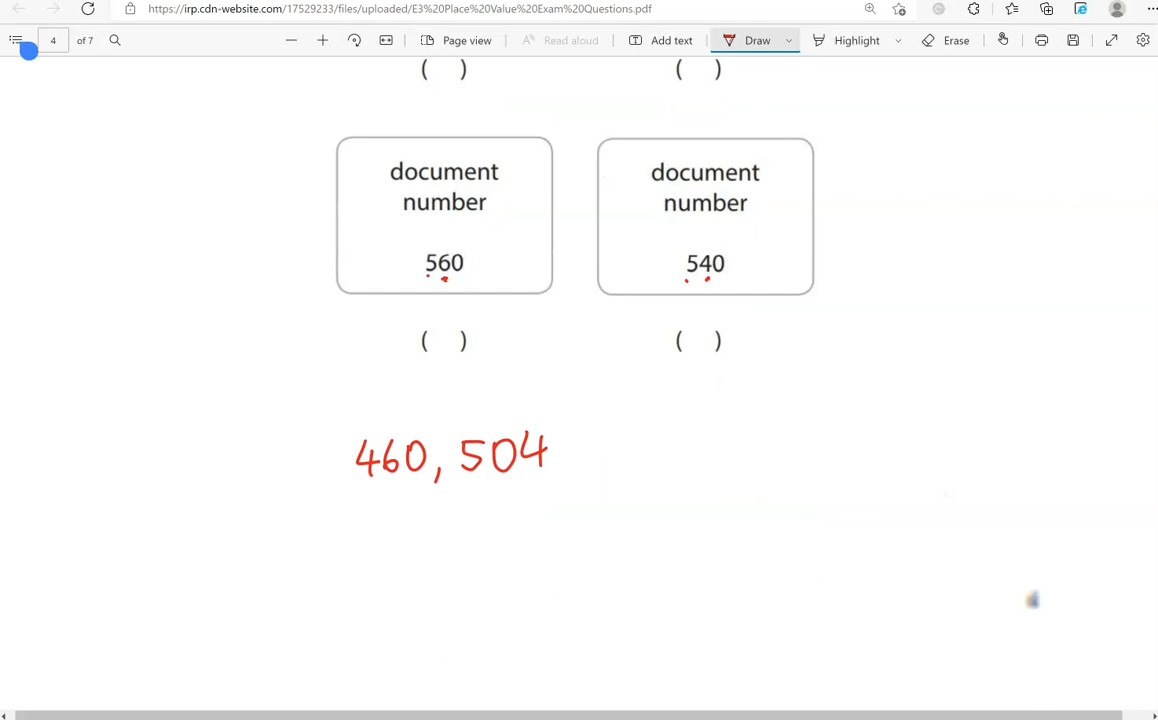 https://irp.cdn-website.com/17529233/files/uploaded/E3%20Place%20Value%20Exam%20Questions.pdf
4 of 7 Page view Read aloud Add text Draw Highlight Erase
( ) ( )
document document
number number
560 540
( ) ( )
460, 504